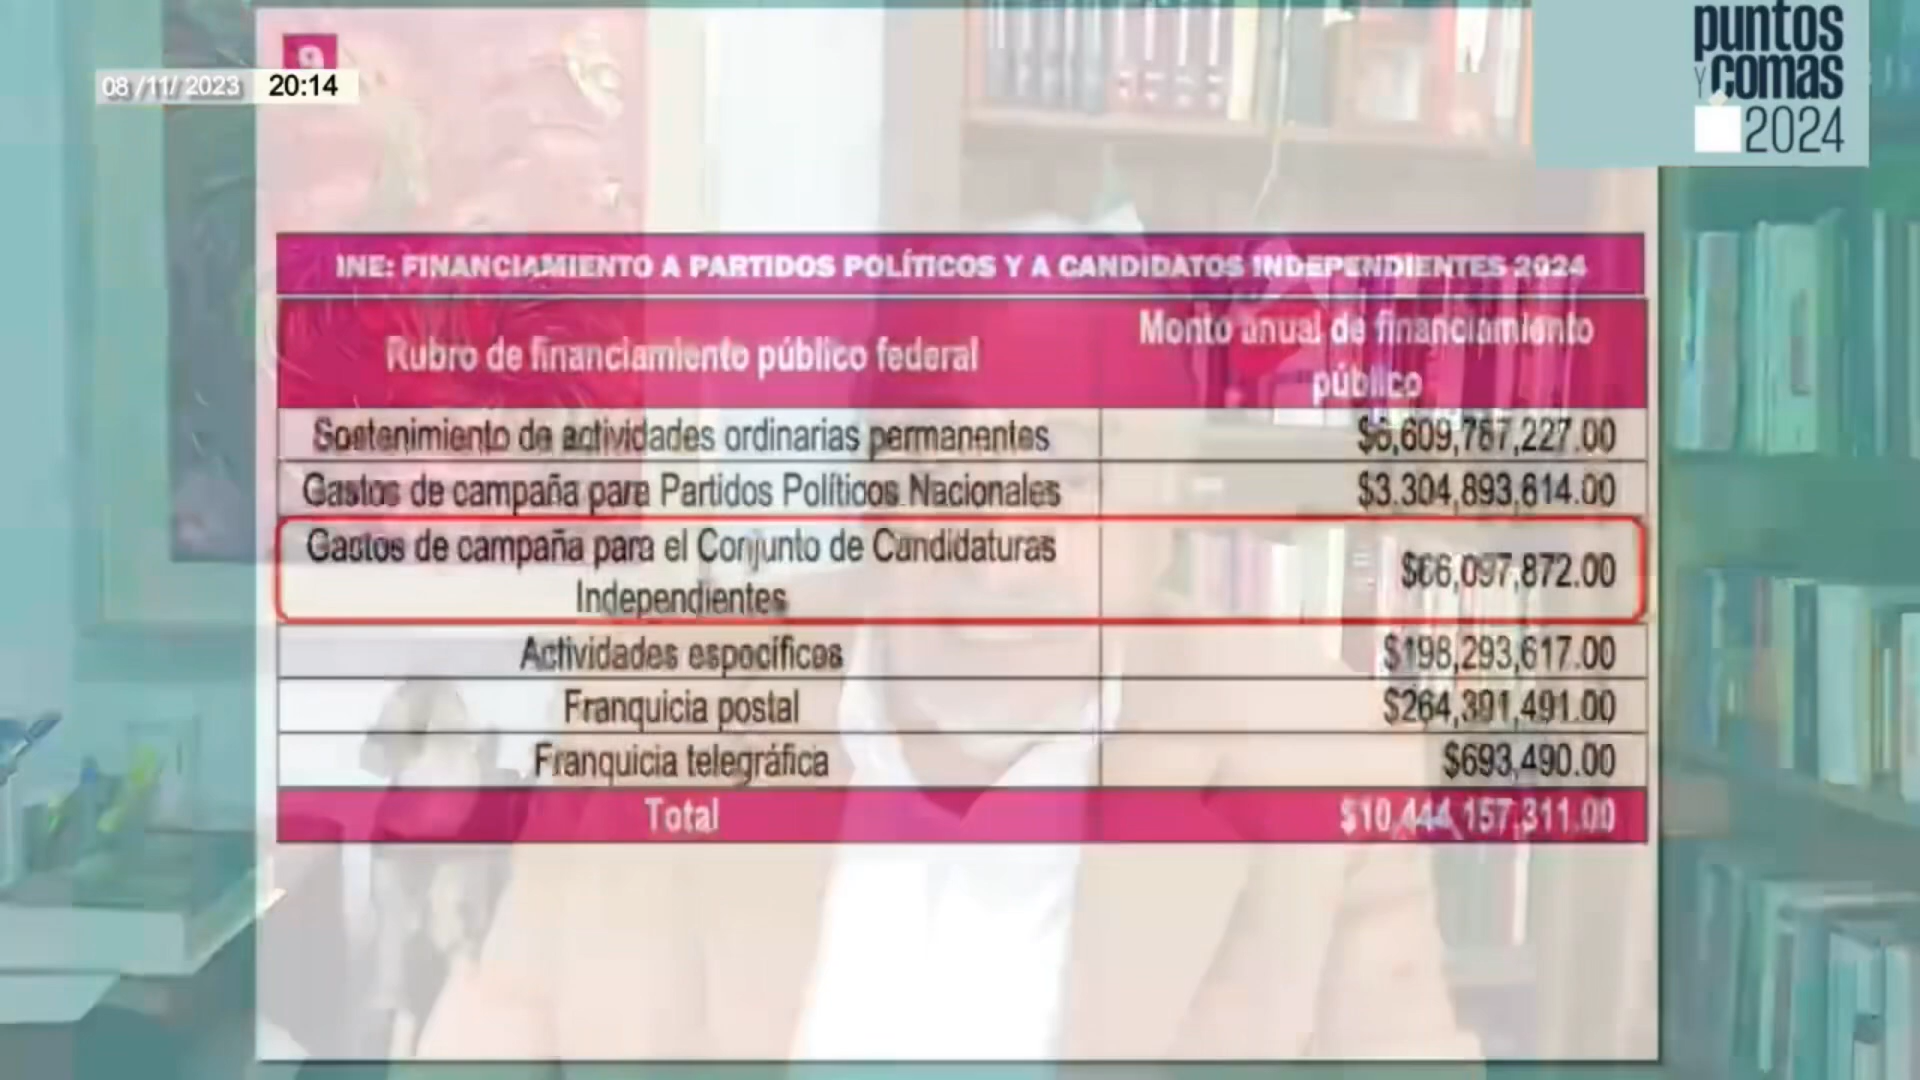 9
08 /11/ 2023 20:14
puntos
y comas
2024
INE: FINANCIAMIENTO A PARTIDOS POLÍTICOS Y A CANDIDATOS INDEPENDIENTES 2024
Rubro de financiamiento público federal
Monto anual de financiamiento
público
Sostenimiento de actividades ordinarias permanentes $6,609,787,227.00
Gastos de campaña para Partidos Políticos Nacionales $3.304,893,614.00
Gastos de campaña para el Conjunto de Candidaturas
Independientes
$66,097,872.00
Actividades específicas $198,293,617.00
Franquicia postal $264,391,491.00
Franquicia telegráfica $693,490.00
Total $10,444,157,311.00